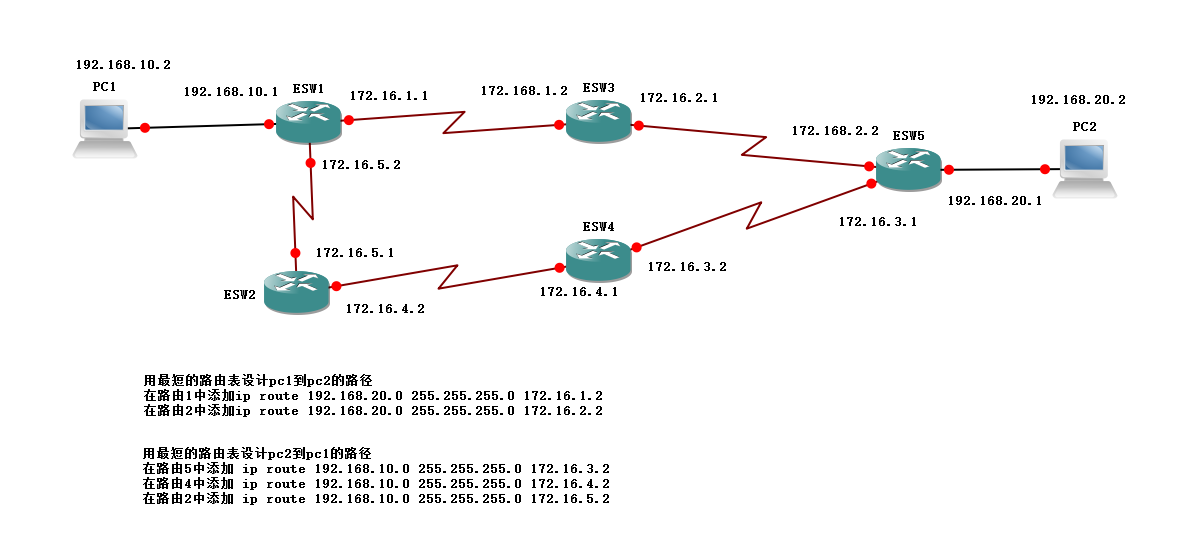 192.168.10.2
PC1
192.168.10.1
ESW1
172.16.1.1
172.168.1.2
ESW3
172.16.2.1
192.168.20.2
PC2
172.168.2.2
ESW5
172.16.5.2
192.168.20.1
172.16.3.1
ESW4
172.16.5.1
172.16.3.2
ESW2
172.16.4.1
172.16.4.2
用最短的路由表设计pc1到pc2的路径
在路由1中添加ip route 192.168.20.0 255.255.255.0 172.16.1.2
在路由2中添加ip route 192.168.20.0 255.255.255.0 172.16.2.2
用最短的路由表设计pc2到pc1的路径
在路由5中添加 ip route 192.168.10.0 255.255.255.0 172.16.3.2
在路由4中添加 ip route 192.168.10.0 255.255.255.0 172.16.4.2
在路由2中添加 ip route 192.168.10.0 255.255.255.0 172.16.5.2